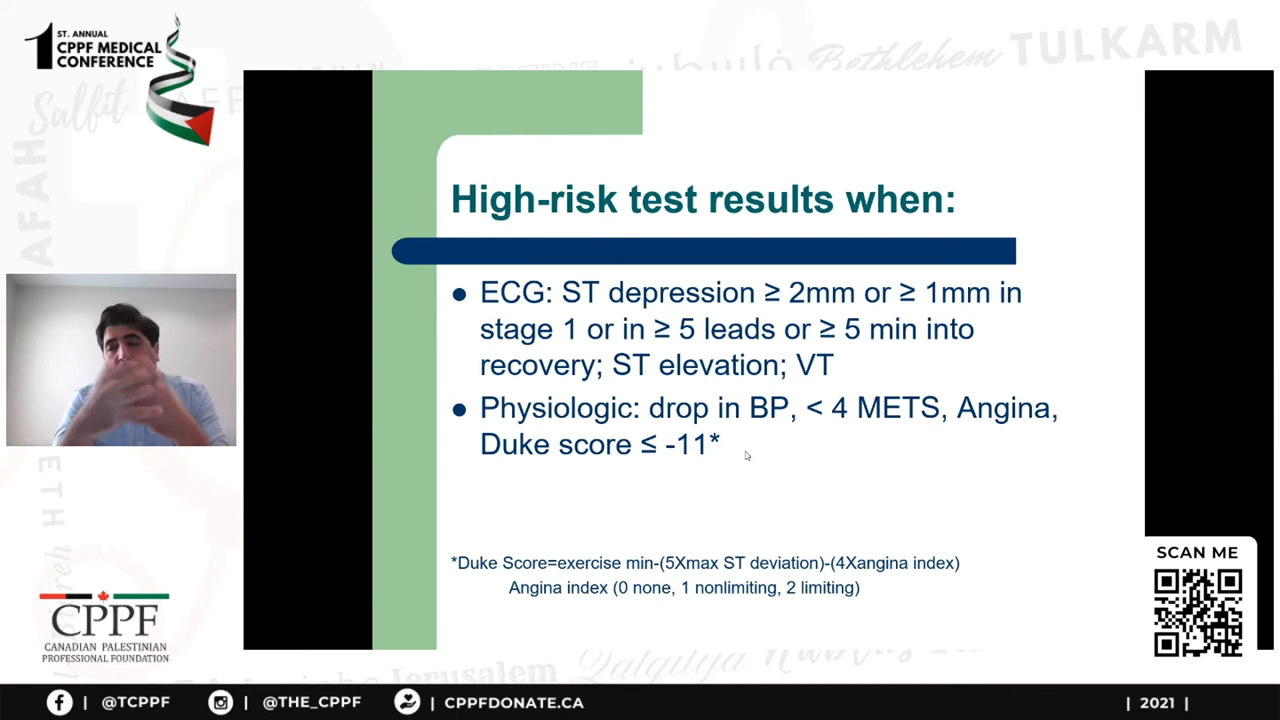 1 ST. ANNUAL
CPPF MEDICAL
CONFERENCE
Bethlehem
TULKARM
Salfit
High-risk test results when:
ECG: ST depression ≥ 2mm or ≥ 1mm in
stage 1 or in ≥ 5 leads or ≥ 5 min into
recovery; ST elevation; VT
Physiologic: drop in BP, < 4 METS, Angina,
Duke score ≤ -11*
*Duke Score=exercise min-(5Xmax ST deviation)-(4Xangina index)
Angina index (0 none, 1 nonlimiting, 2 limiting)
SCAN ME
CPPF
CANADIAN PALESTINIAN
PROFESSIONAL FOUNDATION
Jerusalem
Qalqilya
| @TCPPF
| @THE_CPPF
| CPPFDONATE.CA
| 2021 |